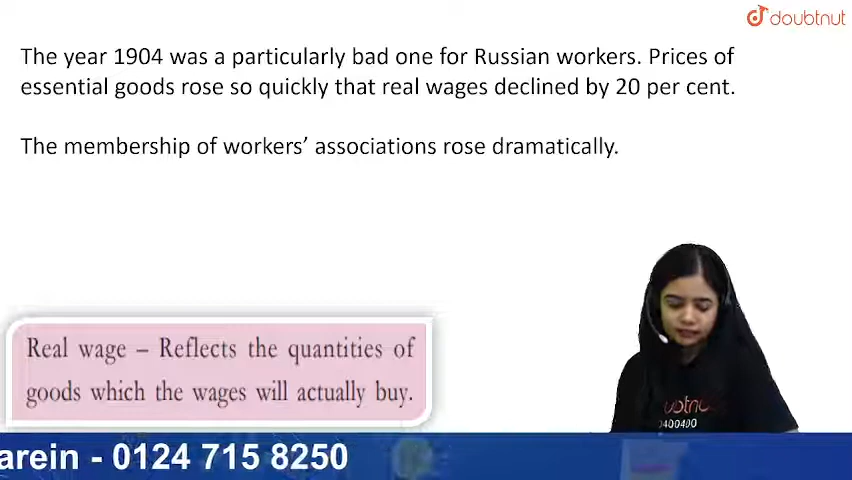 doubtnut
The year 1904 was a particularly bad one for Russian workers. Prices of
essential goods rose so quickly that real wages declined by 20 per cent.
The membership of workers’ associations rose dramatically.
Real wage – Reflects the quantities of
goods which the wages will actually buy.
0400400
arein - 0124 715 8250